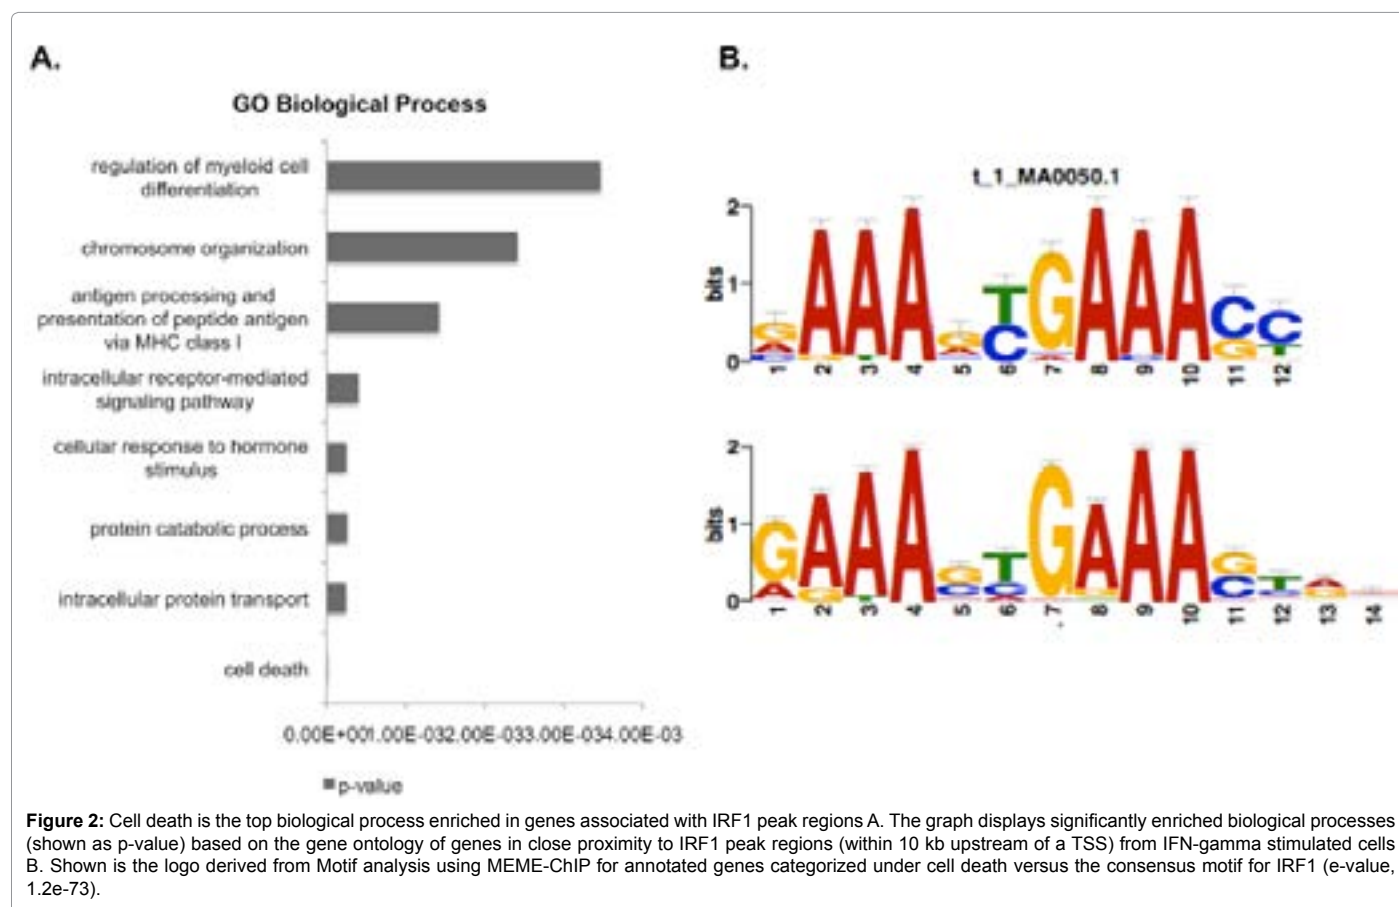 A.
GO Biological Process
regulation of myeloid cell
differentiation
chromosome organization
antigen processing and
presentation of peptide antigen
via MHC class I
intracellular receptor-mediated
signaling pathway
cellular response to hormone
stimulus
protein catabolic process
intracellular protein transport
cell death
0.00E+001.00E-032.00E-033.00E-034.00E-03
p-value
B.
t_1_MA0050.1
2
bits
1
0
1 2 3 4 5 6 7 8 9 10 11 12
2
bits
1
0
1 2 3 4 5 6 7 8 9 10 11 12 13 14
Figure 2: Cell death is the top biological process enriched in genes associated with IRF1 peak regions A. The graph displays significantly enriched biological processes
(shown as p-value) based on the gene ontology of genes in close proximity to IRF1 peak regions (within 10 kb upstream of a TSS) from IFN-gamma stimulated cells
B. Shown is the logo derived from Motif analysis using MEME-ChIP for annotated genes categorized under cell death versus the consensus motif for IRF1 (e-value,
1.2e-73).